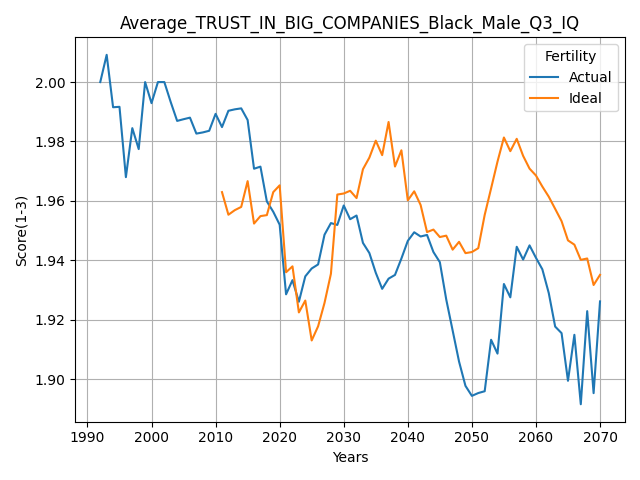 Average_TRUST_IN_BIG_COMPANIES_Black_Male_Q3_IQ
Fertility
Actual
Ideal
Score(1-3)
2.00
1.98
1.96
1.94
1.92
1.90
1990 2000 2010 2020 2030 2040 2050 2060 2070
Years